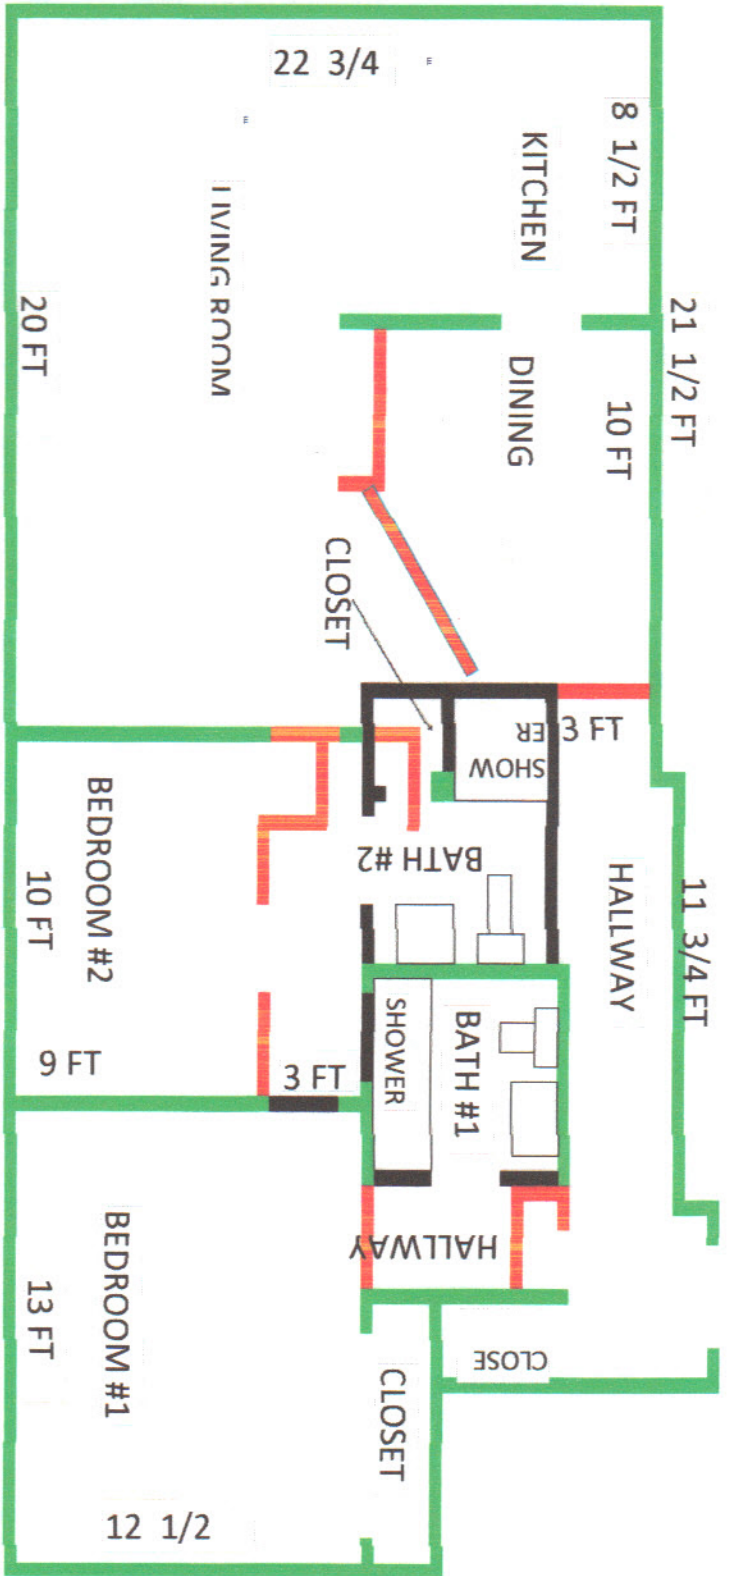 22 3/4
8 1/2 FT
KITCHEN
LIVING ROOM
20 FT
21 1/2 FT
DINING
10 FT
CLOSET
3 FT
SHOW
ER
BEDROOM #2
10 FT
9 FT
3 FT
BATH #2
HALLWAY
11 3/4 FT
SHOWER
BATH #1
HALLWAY
BEDROOM #1
13 FT
12 1/2
CLOSET
CLOSE